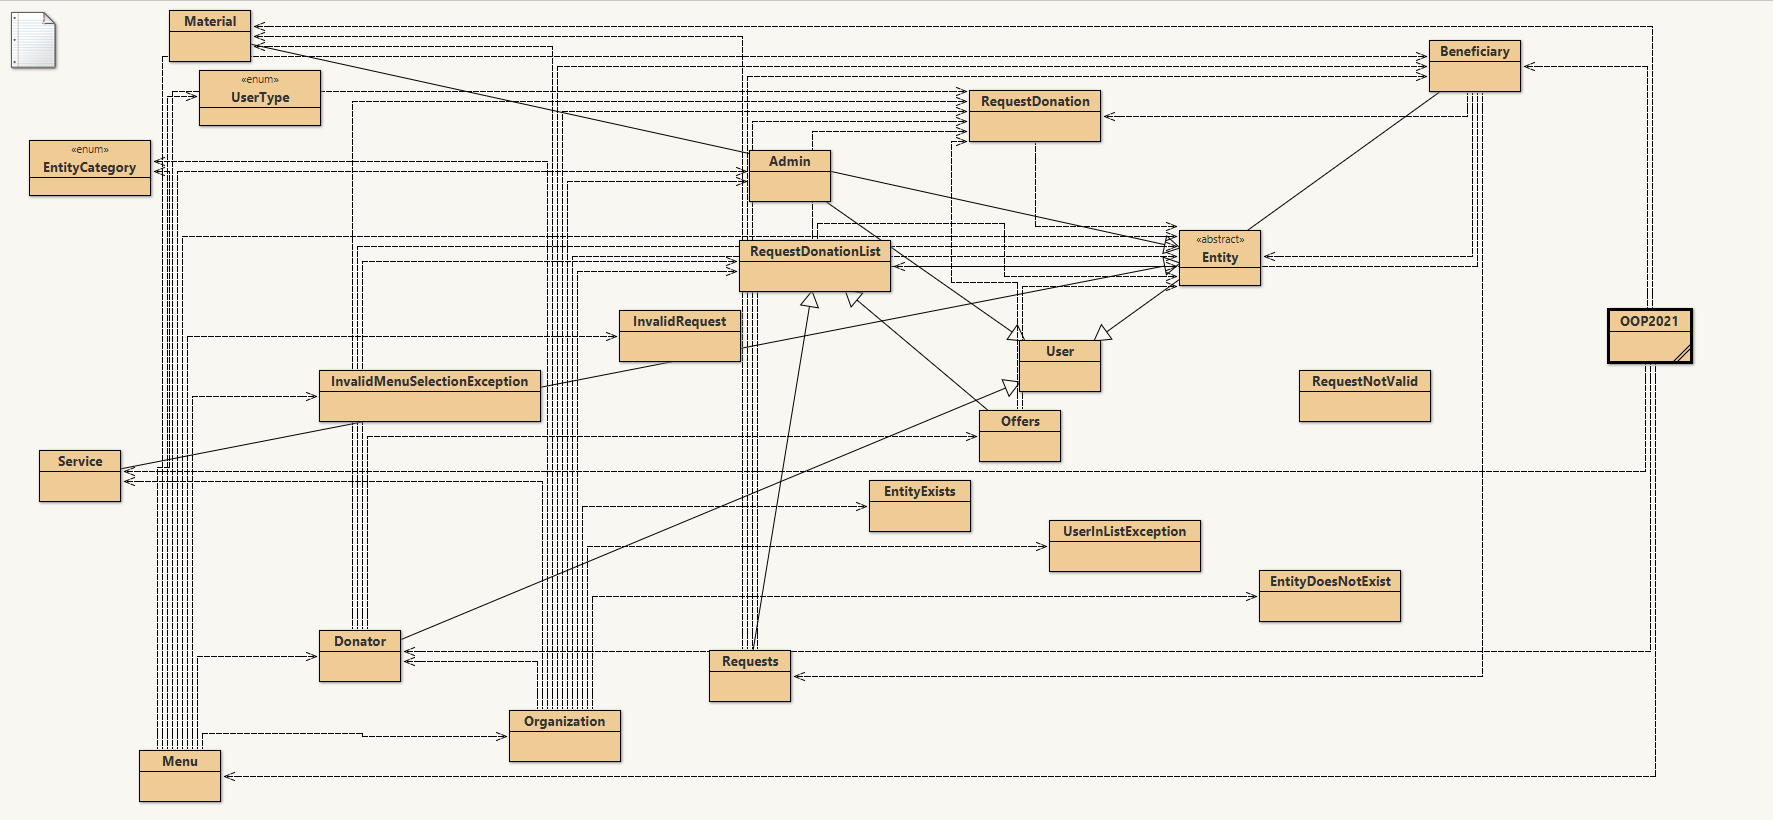 Material
Beneficiary
«enum»
UserType
RequestDonation
«enum»
EntityCategory
Admin
RequestDonationList
«abstract»
Entity
InvalidRequest
OOP2021
User
InvalidMenuSelectionException
RequestNotValid
Offers
Service
EntityExists
UserInListException
EntityDoesNotExist
Donator
Requests
Organization
Menu